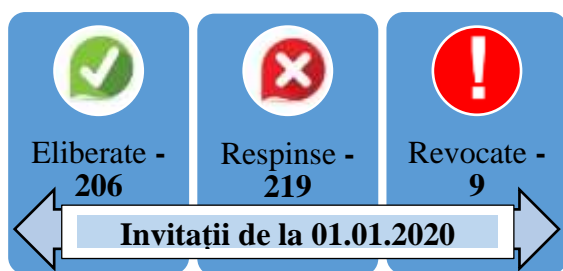 Eliberate -
206
Respinse -
219
Revocate -
9
Invitații de la 01.01.2020